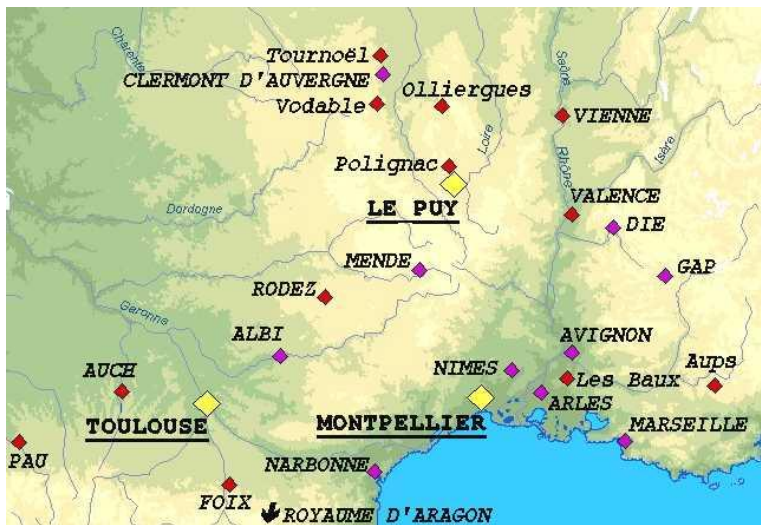 Tournoël
CLERMONT D'AUVERGNE
Vodable
Olliergues
VIENNE
Charente
Saône
Loire
Isère
Rhône
Polignac
LE PUY
VALENCE
DIE
Dordogne
MENDE
GAP
RODEZ
Garonne
ALBI
AVIGNON
NIMES
Aups
AUCH
Les Baux
ARLES
TOULOUSE
MONTPELLIER
MARSEILLE
PAU
NARBONNE
FOIX
ROYAUME D'ARAGON